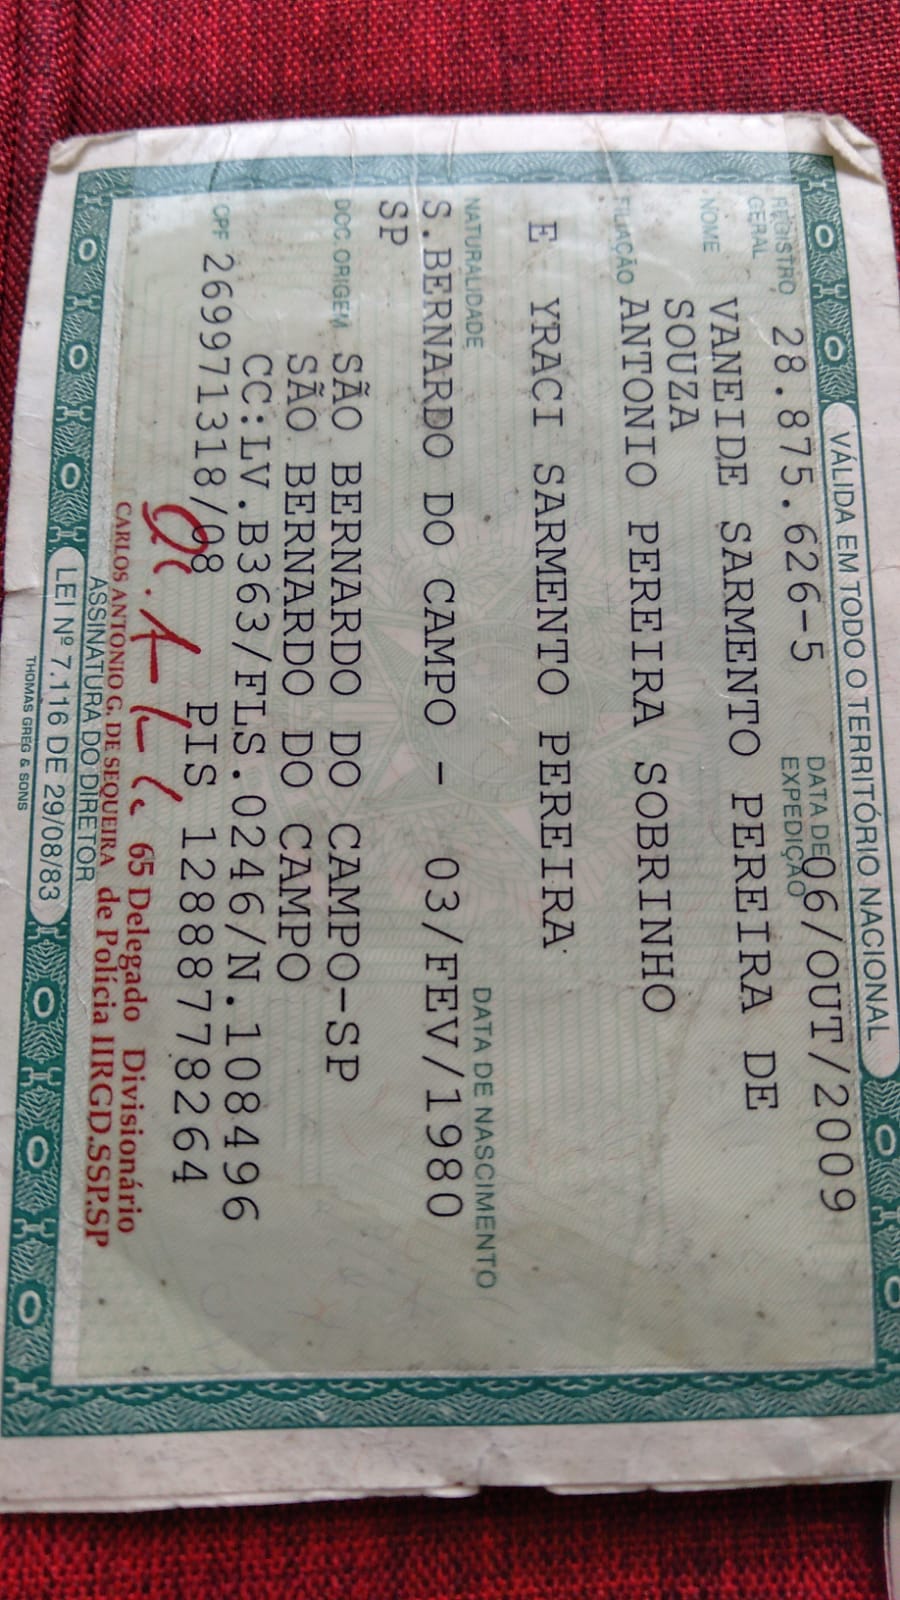 VÁLIDA EM TODO O TERRITÓRIO NACIONAL
REGISTRO GERAL 28.875.626-5 DATA DE EXPEDIÇÃO 06/OUT/2009
NOME VANEIDE SARMENTO PEREIRA DE
SOUZA
FILIAÇÃO ANTONIO PEREIRA SOBRINHO
E YRACI SARMENTO PEREIRA
NATURALIDADE DATA DE NASCIMENTO
S.BERNARDO DO CAMPO - 03/FEV/1980
SP
DOC. ORIGEM SÃO BERNARDO DO CAMPO-SP
SÃO BERNARDO DO CAMPO
CC:LV.B363/FLS.0246/N.108496
CPF 269971318/08 PIS 12888778264
65 Delegado Divisionário
CARLOS ANTONIO G. DE SEQUEIRA de Polícia IIRGD.SSP.SP
ASSINATURA DO DIRETOR
LEI Nº 7.116 DE 29/08/83
THOMAS GREG & SONS